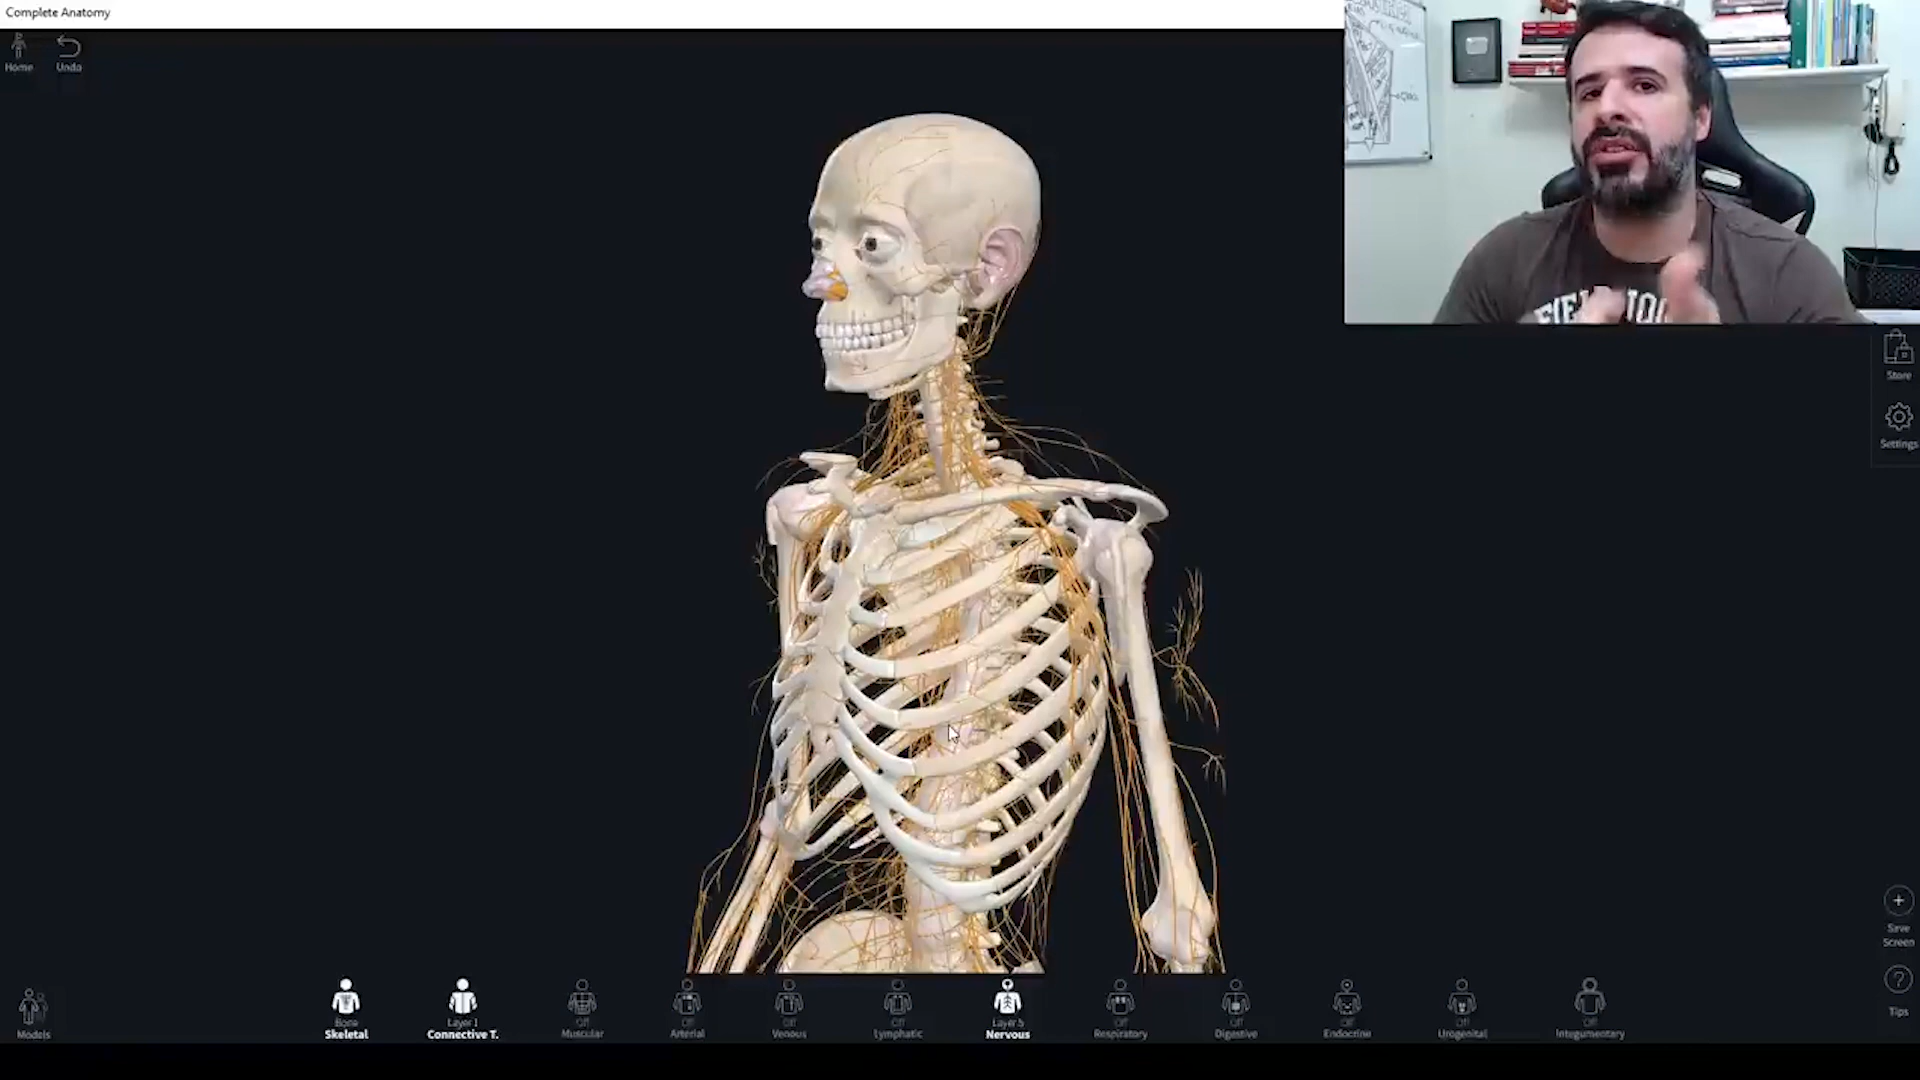 Complete Anatomy
Home
Undo
Store
Settings
Save
Screen
Tips
Models
Bone
Skeletal
Layer 1
Connective T.
Off
Muscular
Off
Arterial
Off
Venous
Off
Lymphatic
Layer 5
Nervous
Off
Respiratory
Off
Digestive
Off
Endocrine
Off
Urogenital
Off
Integumentary